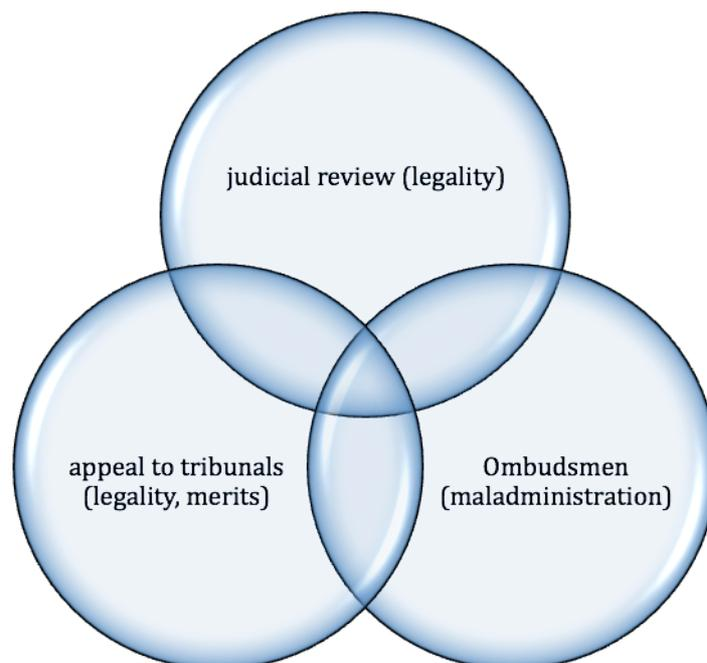 judicial review (legality)
appeal to tribunals
(legality, merits)
Ombudsmen
(maladministration)